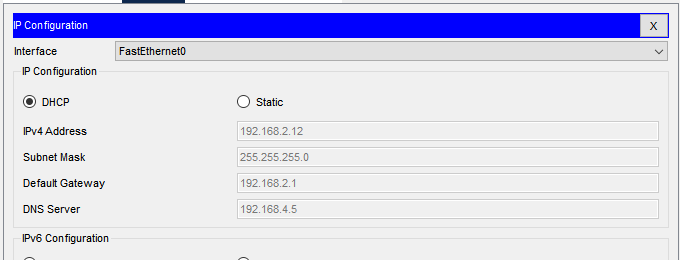 IP Configuration X
Interface FastEthernet0
IP Configuration
DHCP Static
IPv4 Address 192.168.2.12
Subnet Mask 255.255.255.0
Default Gateway 192.168.2.1
DNS Server 192.168.4.5
IPv6 Configuration